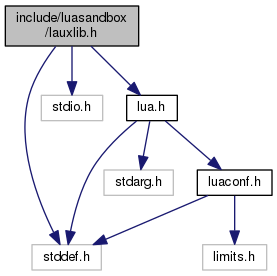 include/luasandbox
/lauxlib.h
stdio.h
lua.h
stdarg.h
luaconf.h
stddef.h
limits.h